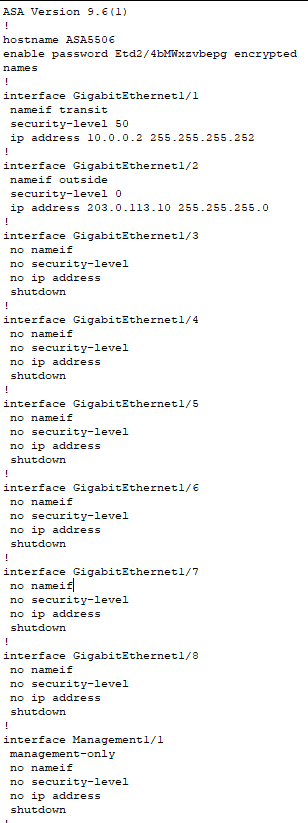 ASA Version 9.6(1)
!
hostname ASA5506
enable password Etd2/4bMWxzvbepg encrypted
names
!
interface GigabitEthernet1/1
 nameif transit
 security-level 50
 ip address 10.0.0.2 255.255.255.252
!
interface GigabitEthernet1/2
 nameif outside
 security-level 0
 ip address 203.0.113.10 255.255.255.0
!
interface GigabitEthernet1/3
 no nameif
 no security-level
 no ip address
 shutdown
!
interface GigabitEthernet1/4
 no nameif
 no security-level
 no ip address
 shutdown
!
interface GigabitEthernet1/5
 no nameif
 no security-level
 no ip address
 shutdown
!
interface GigabitEthernet1/6
 no nameif
 no security-level
 no ip address
 shutdown
!
interface GigabitEthernet1/7
 no nameif
 no security-level
 no ip address
 shutdown
!
interface GigabitEthernet1/8
 no nameif
 no security-level
 no ip address
 shutdown
!
interface Management1/1
 management-only
 no nameif
 no security-level
 no ip address
 shutdown
!